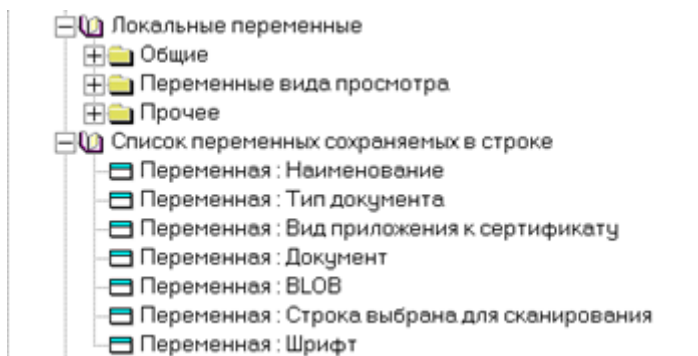 Локальные переменные
Общие
Переменные вида просмотра
Прочее
Список переменных сохраняемых в строке
Переменная : Наименование
Переменная : Тип документа
Переменная : Вид приложения к сертификату
Переменная : Документ
Переменная : BLOB
Переменная : Строка выбрана для сканирования
Переменная : Шрифт